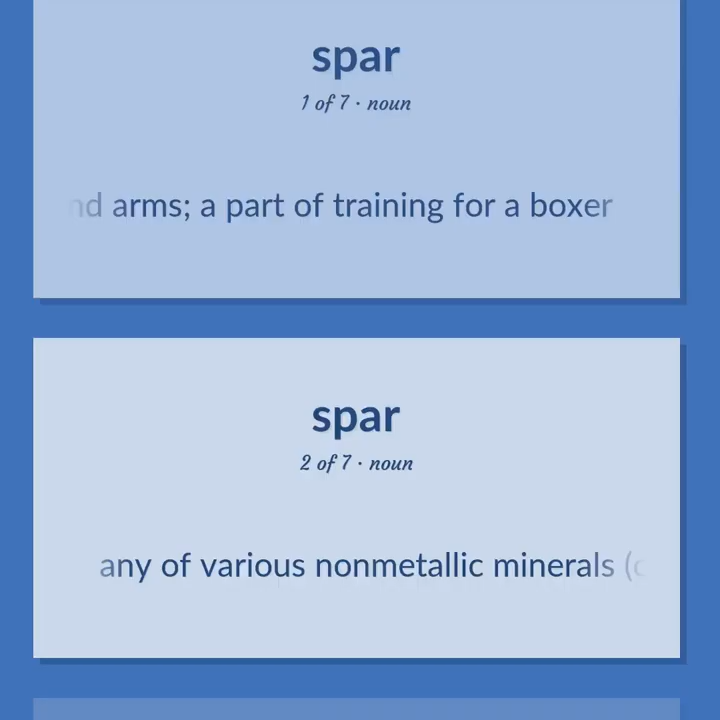 spar
1 of 7 · noun
arms; a part of training for a boxer
spar
2 of 7 · noun
any of various nonmetallic minerals